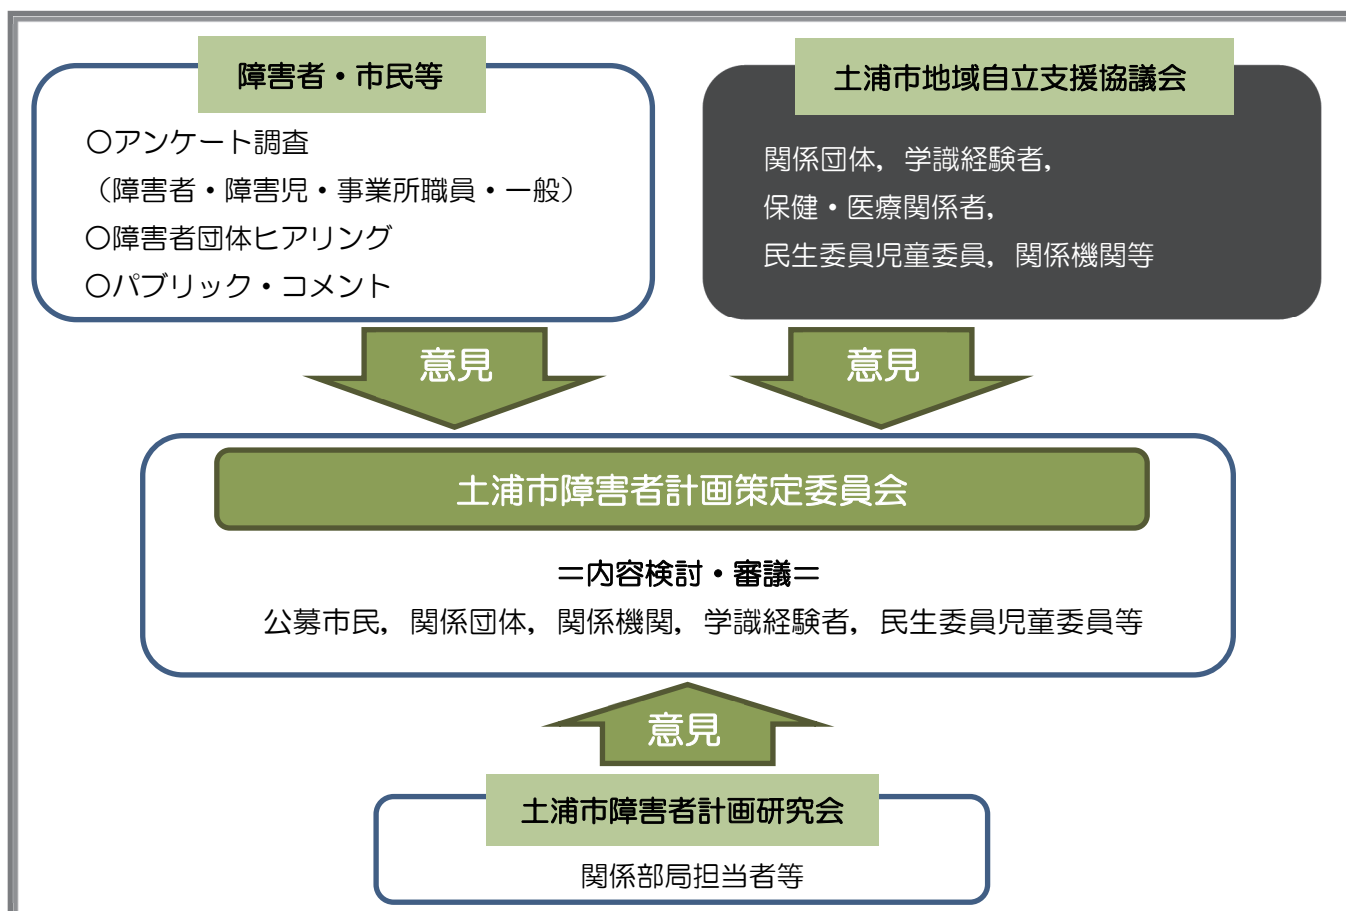 障害者・市民等
○アンケート調査
（障害者・障害児・事業所職員・一般）
○障害者団体ヒアリング
○パブリック・コメント
土浦市地域自立支援協議会
関係団体，学識経験者，
保健・医療関係者，
民生委員児童委員，関係機関等
意見
意見
土浦市障害者計画策定委員会
＝内容検討・審議＝
公募市民，関係団体，関係機関，学識経験者，民生委員児童委員等
意見
土浦市障害者計画研究会
関係部局担当者等